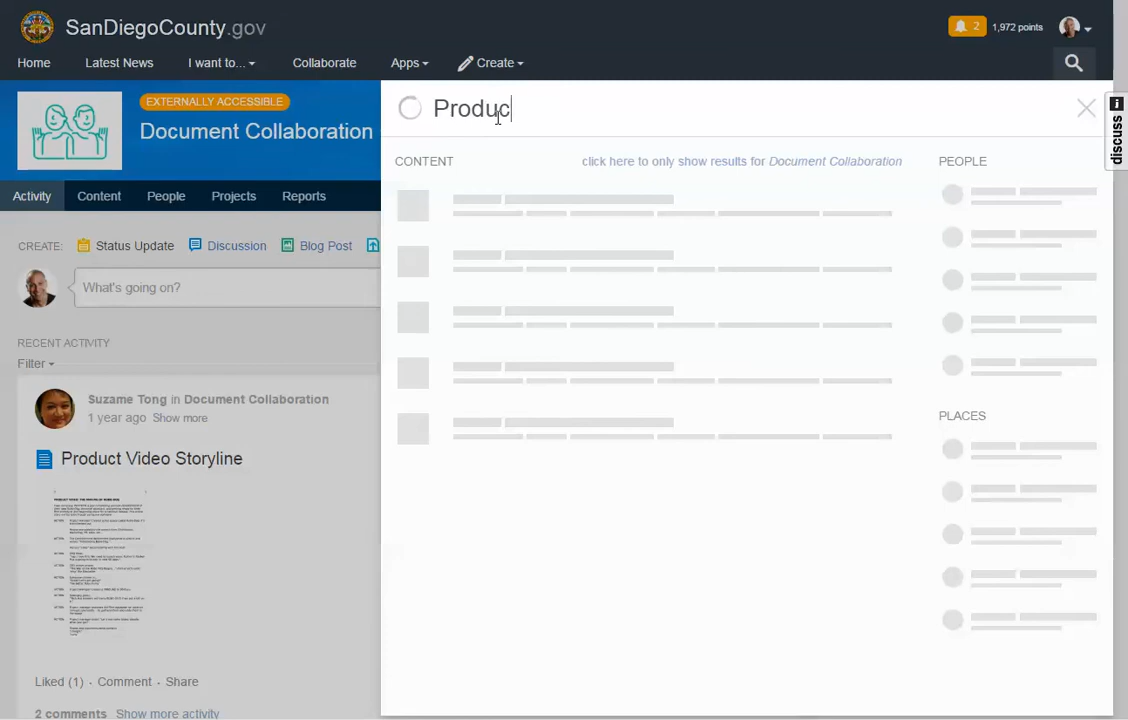 SanDiegoCounty.gov
2
1,972 points
Home
Latest News
I want to...
Collaborate
Apps
Create
EXTERNALLY ACCESSIBLE
Document Collaboration
Produc
discuss
CONTENT
click here to only show results for Document Collaboration
PEOPLE
Activity
Content
People
Projects
Reports
CREATE:
Status Update
Discussion
Blog Post
What's going on?
RECENT ACTIVITY
Filter
Suzame Tong in Document Collaboration
1 year ago Show more
PLACES
Product Video Storyline
Liked (1) · Comment · Share
2 comments Show more activity